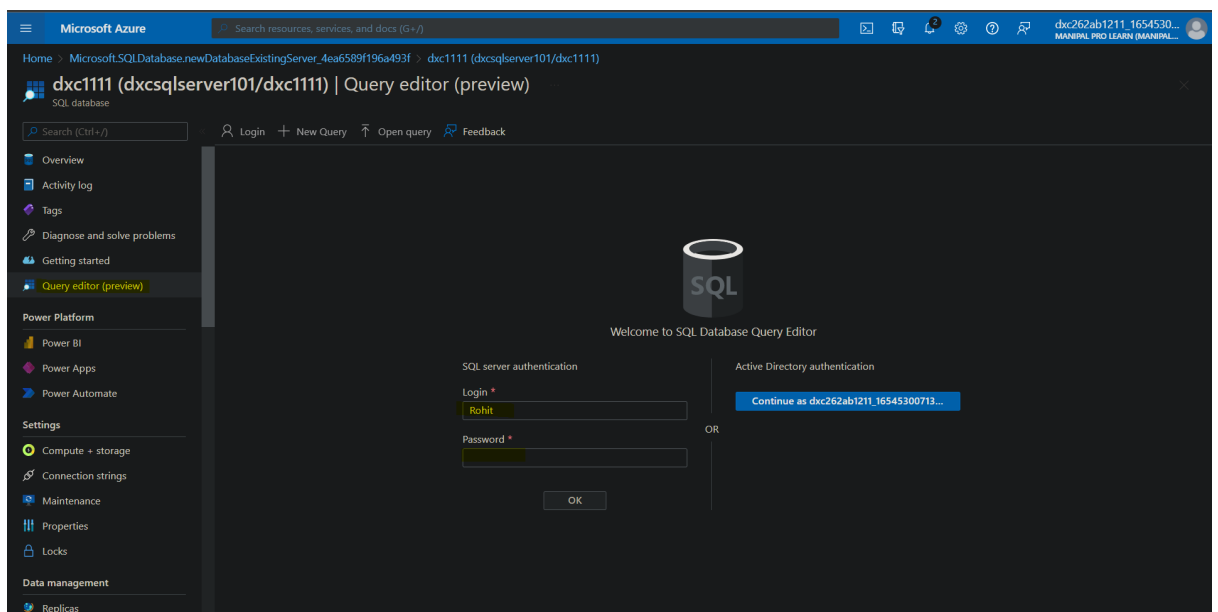 Microsoft Azure
Search resources, services, and docs (G+/)
2
dxc262ab1211_1654530...
MANIPAL PRO LEARN (MANIPAL...
Home > Microsoft.SQLDatabase.newDatabaseExistingServer_4ea6589f196a493f > dxc1111 (dxcsqlserver101/dxc1111)
dxc1111 (dxcsqlserver101/dxc1111) | Query editor (preview) ...
SQL database
Search (Ctrl+/)
Login
New Query
Open query
Feedback
Overview
Activity log
Tags
Diagnose and solve problems
Getting started
Query editor (preview)
Power Platform
Power BI
Power Apps
Power Automate
Settings
Compute + storage
Connection strings
Maintenance
Properties
Locks
Data management
Replicas
SQL
Welcome to SQL Database Query Editor
SQL server authentication
Login *
Rohit
Password *
OK
OR
Active Directory authentication
Continue as dxc262ab1211_16545300713...